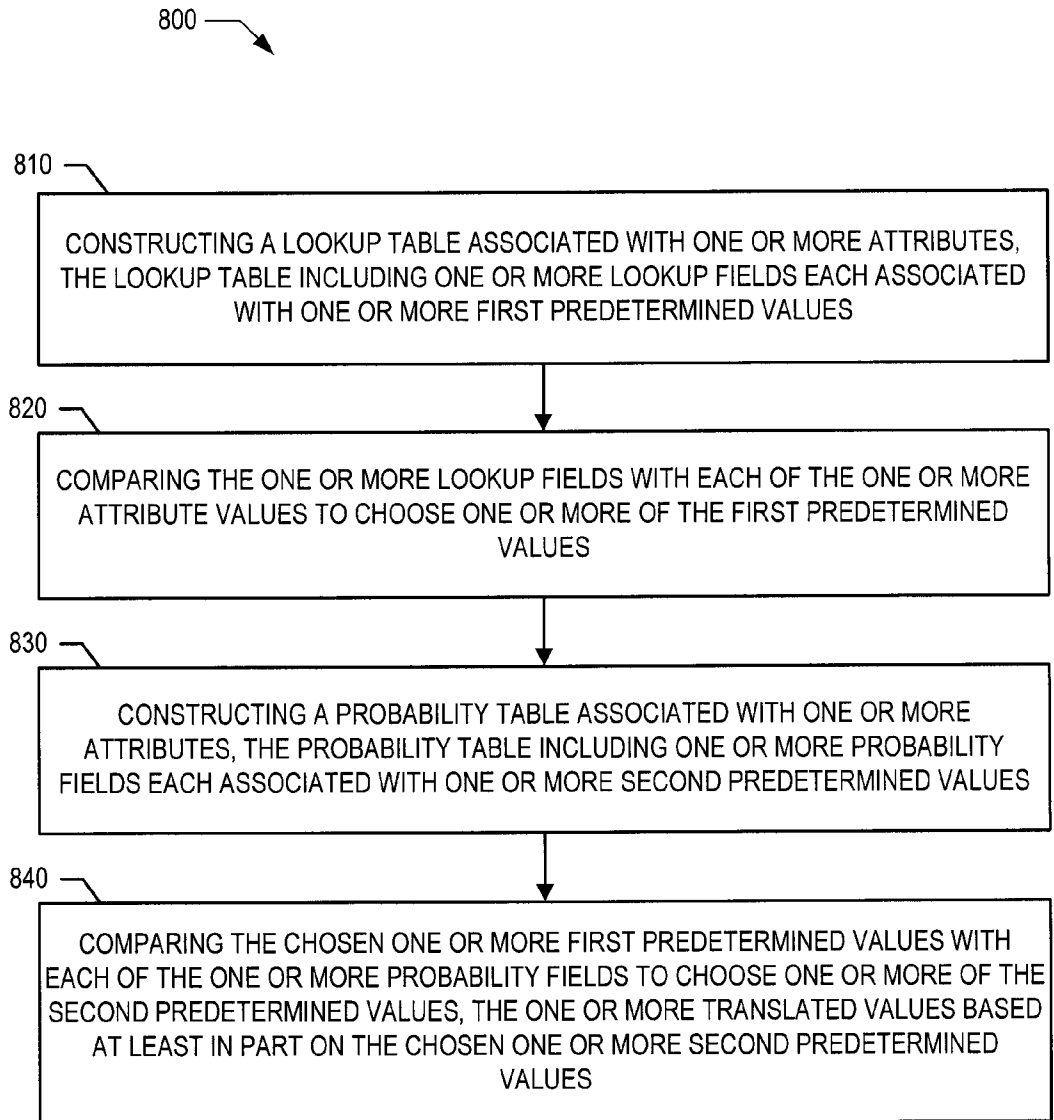 800
810
CONSTRUCTING A LOOKUP TABLE ASSOCIATED WITH ONE OR MORE ATTRIBUTES,
THE LOOKUP TABLE INCLUDING ONE OR MORE LOOKUP FIELDS EACH ASSOCIATED
WITH ONE OR MORE FIRST PREDETERMINED VALUES
820
COMPARING THE ONE OR MORE LOOKUP FIELDS WITH EACH OF THE ONE OR MORE
ATTRIBUTE VALUES TO CHOOSE ONE OR MORE OF THE FIRST PREDETERMINED
VALUES
830
CONSTRUCTING A PROBABILITY TABLE ASSOCIATED WITH ONE OR MORE
ATTRIBUTES, THE PROBABILITY TABLE INCLUDING ONE OR MORE PROBABILITY
FIELDS EACH ASSOCIATED WITH ONE OR MORE SECOND PREDETERMINED VALUES
840
COMPARING THE CHOSEN ONE OR MORE FIRST PREDETERMINED VALUES WITH
EACH OF THE ONE OR MORE PROBABILITY FIELDS TO CHOOSE ONE OR MORE OF THE
SECOND PREDETERMINED VALUES, THE ONE OR MORE TRANSLATED VALUES BASED
AT LEAST IN PART ON THE CHOSEN ONE OR MORE SECOND PREDETERMINED
VALUES